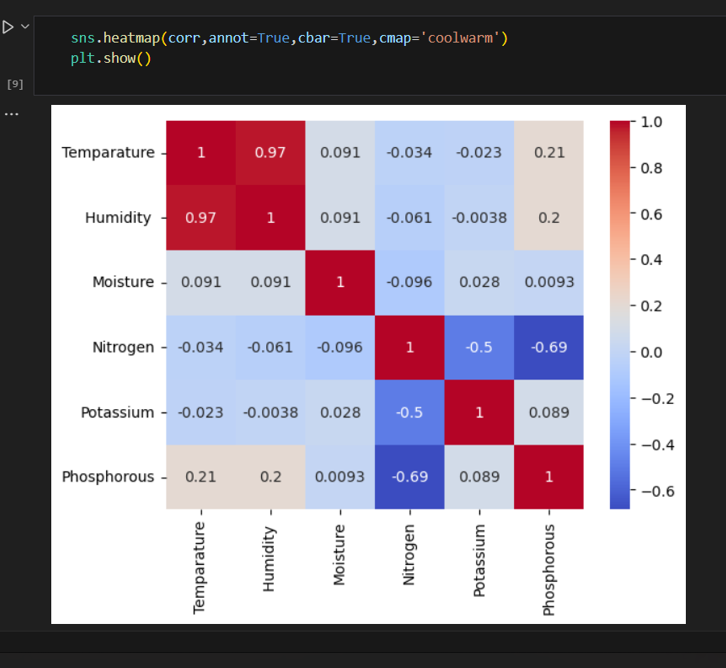 sns.heatmap(corr,annot=True,cbar=True,cmap='coolwarm')
plt.show()
[9]
...
Temparature 1 0.97 0.091 -0.034 -0.023 0.21
Humidity 0.97 1 0.091 -0.061 -0.0038 0.2
Moisture 0.091 0.091 1 -0.096 0.028 0.0093
Nitrogen -0.034 -0.061 -0.096 1 -0.5 -0.69
Potassium -0.023 -0.0038 0.028 -0.5 1 0.089
Phosphorous 0.21 0.2 0.0093 -0.69 0.089 1
Temparature Humidity Moisture Nitrogen Potassium Phosphorous
1.0
0.8
0.6
0.4
0.2
0.0
−0.2
−0.4
−0.6